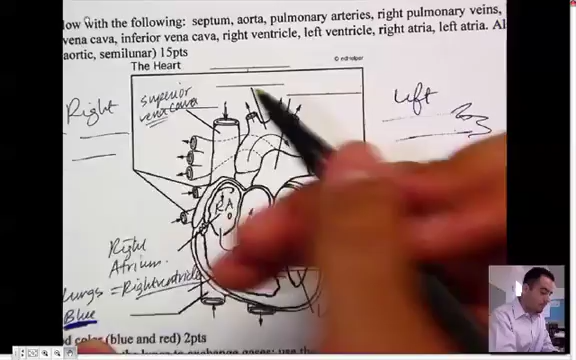 low with the following: septum, aorta, pulmonary arteries, right pulmonary veins,
vena cava, inferior vena cava, right ventricle, left ventricle, right atria, left atria. Al
aortic, semilunar) 15pts
The Heart
Right
superior
vena cava
left
RA
Right
Atrium
Lungs = Right ventricle
Blue
d color (blue and red) 2pts